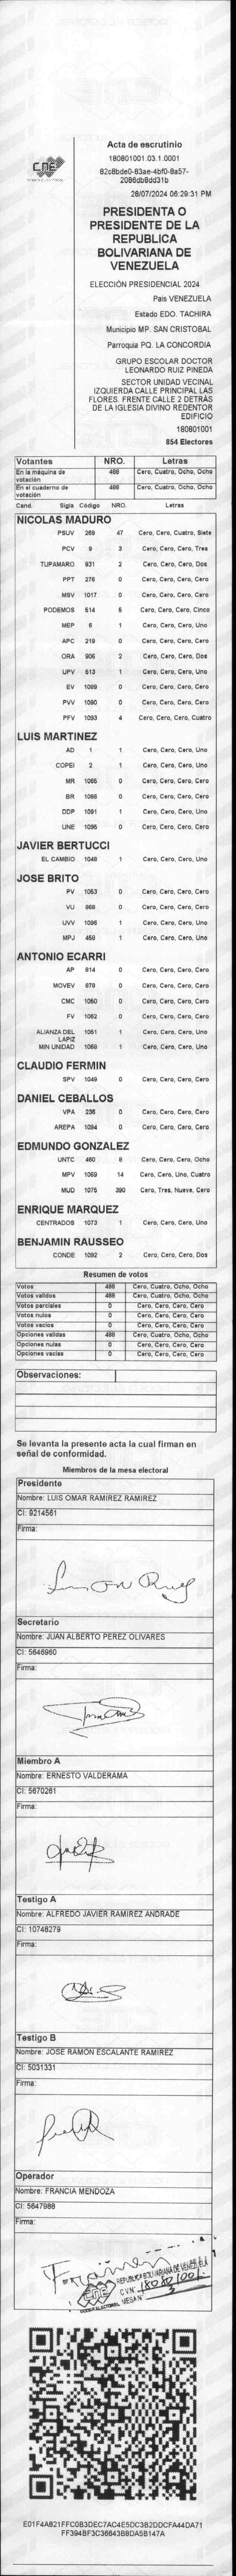 CNE
Acta de escrutinio
180801001.03.1.0001
82c8bde0-83ae-4bf0-8a57-
2086db8dd31b
28/07/2024 06:29:31 PM
PRESIDENTA O
PRESIDENTE DE LA
REPUBLICA
BOLIVARIANA DE
VENEZUELA
ELECCIÓN PRESIDENCIAL 2024
Pais VENEZUELA
Estado EDO. TACHIRA
Municipio MP. SAN CRISTOBAL
Parroquia PQ. LA CONCORDIA
GRUPO ESCOLAR DOCTOR
LEONARDO RUIZ PINEDA
SECTOR UNIDAD VECINAL
IZQUIERDA CALLE PRINCIPAL LAS
FLORES. FRENTE CALLE 2 DETRÁS
DE LA IGLESIA DIVINO REDENTOR
EDIFICIO
180801001
854 Electores
Votantes NRO. Letras
En la maquina de votación 488 Cero, Cuatro, Ocho, Ocho
En el cuaderno de votación 488 Cero, Cuatro, Ocho, Ocho
Cand. Sigla Código NRO. Letras
NICOLAS MADURO
PSUV 269 47 Cero, Cero, Cuatro, Siete
PCV 9 3 Cero, Cero, Cero, Tres
TUPAMARO 931 2 Cero, Cero, Cero, Dos
PPT 276 0 Cero, Cero, Cero, Cero
MSV 1017 0 Cero, Cero, Cero, Cero
PODEMOS 514 5 Cero, Cero, Cero, Cinco
MEP 6 1 Cero, Cero, Cero, Uno
APC 219 0 Cero, Cero, Cero, Cero
ORA 906 2 Cero, Cero, Cero, Dos
UPV 513 1 Cero, Cero, Cero, Uno
EV 1089 0 Cero, Cero, Cero, Cero
PVV 1090 0 Cero, Cero, Cero, Cero
PFV 1093 4 Cero, Cero, Cero, Cuatro
LUIS MARTINEZ
AD 1 1 Cero, Cero, Cero, Uno
COPEI 2 1 Cero, Cero, Cero, Uno
MR 1065 0 Cero, Cero, Cero, Cero
BR 1066 0 Cero, Cero, Cero, Cero
DDP 1091 1 Cero, Cero, Cero, Uno
UNE 1095 0 Cero, Cero, Cero, Cero
JAVIER BERTUCCI
EL CAMBIO 1048 1 Cero, Cero, Cero, Uno
JOSE BRITO
PV 1053 0 Cero, Cero, Cero, Cero
VU 969 0 Cero, Cero, Cero, Cero
UVV 1096 1 Cero, Cero, Cero, Uno
MPJ 459 1 Cero, Cero, Cero, Uno
ANTONIO ECARRI
AP 814 0 Cero, Cero, Cero, Cero
MOVEV 978 0 Cero, Cero, Cero, Cero
CMC 1050 0 Cero, Cero, Cero, Cero
FV 1062 0 Cero, Cero, Cero, Cero
ALIANZA DEL LAPIZ 1051 1 Cero, Cero, Cero, Uno
MIN UNIDAD 1068 1 Cero, Cero, Cero, Uno
CLAUDIO FERMIN
SPV 1049 0 Cero, Cero, Cero, Cero
DANIEL CEBALLOS
VPA 236 0 Cero, Cero, Cero, Cero
AREPA 1094 0 Cero, Cero, Cero, Cero
EDMUNDO GONZALEZ
UNTC 460 8 Cero, Cero, Cero, Ocho
MPV 1069 14 Cero, Cero, Uno, Cuatro
MUD 1075 390 Cero, Tres, Nueve, Cero
ENRIQUE MARQUEZ
CENTRADOS 1073 1 Cero, Cero, Cero, Uno
BENJAMIN RAUSSEO
CONDE 1092 2 Cero, Cero, Cero, Dos
Resumen de votos
Votos 488 Cero, Cuatro, Ocho, Ocho
Votos validos 488 Cero, Cuatro, Ocho, Ocho
Votos parciales 0 Cero, Cero, Cero, Cero
Votos nulos 0 Cero, Cero, Cero, Cero
Votos vacios 0 Cero, Cero, Cero, Cero
Opciones validas 488 Cero, Cuatro, Ocho, Ocho
Opciones nulas 0 Cero, Cero, Cero, Cero
Opciones vacias 0 Cero, Cero, Cero, Cero
Observaciones:
Se levanta la presente acta la cual firman en
señal de conformidad.
Miembros de la mesa electoral
Presidente
Nombre: LUIS OMAR RAMIREZ RAMIREZ
CI: 9214561
Firma:
Secretario
Nombre: JUAN ALBERTO PEREZ OLIVARES
CI: 5646960
Firma:
Miembro A
Nombre: ERNESTO VALDERAMA
CI: 5670261
Firma:
Testigo A
Nombre: ALFREDO JAVIER RAMIREZ ANDRADE
CI: 10748279
Firma:
Testigo B
Nombre: JOSE RAMON ESCALANTE RAMIREZ
CI: 5031331
Firma:
Operador
Nombre: FRANCIA MENDOZA
CI: 5647988
Firma:
REPUBLICA BOLIVARIANA DE VENEZUELA
CNE C.V.N° 180801001
PODER ELECTORAL MESA N° 3
E01F4A821FFC0B3DEC7AC4E5DC3B2DDCFA44DA71
FF394BF3C36643B8DA5B147A